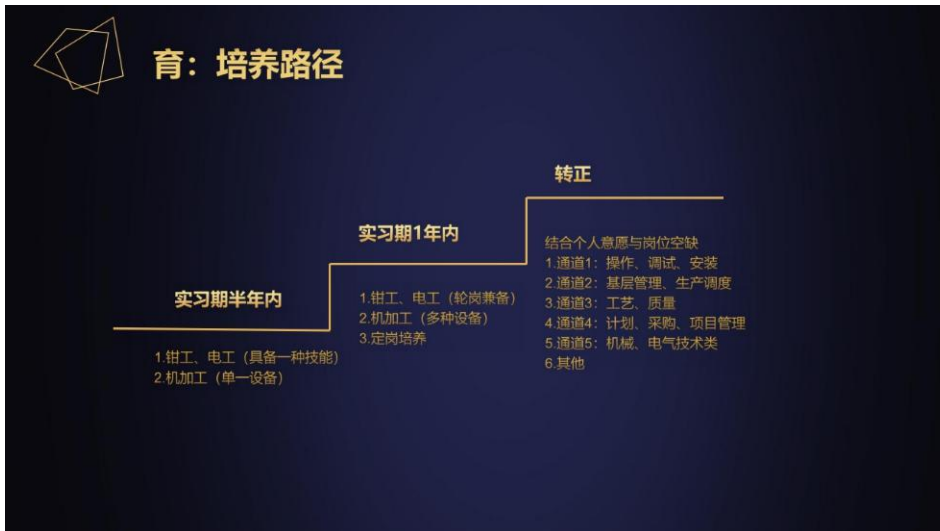 育：培养路径
转正
结合个人意愿与岗位空缺
1.通道1：操作、调试、安装
2.通道2：基层管理、生产调度
3.通道3：工艺、质量
4.通道4：计划、采购、项目管理
5.通道5：机械、电气技术类
6.其他
实习期1年内
1.钳工、电工（轮岗兼备）
2.机加工（多种设备）
3.定岗培养
实习期半年内
1.钳工、电工（具备一种技能）
2.机加工（单一设备）